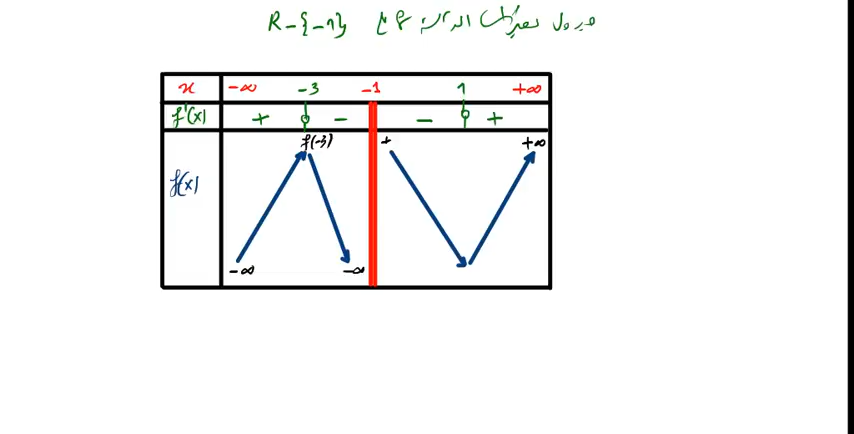 جدول تغيرات الدالة f على R-{-1}
x -∞ -3 -1 1 +∞
f'(x) + 0 - - 0 +
f(-3) + +∞
f(x)
-∞ -∞